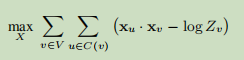 max_X ∑_{v∈V} ∑_{u∈C(v)} (x_u · x_v − log Z_v)